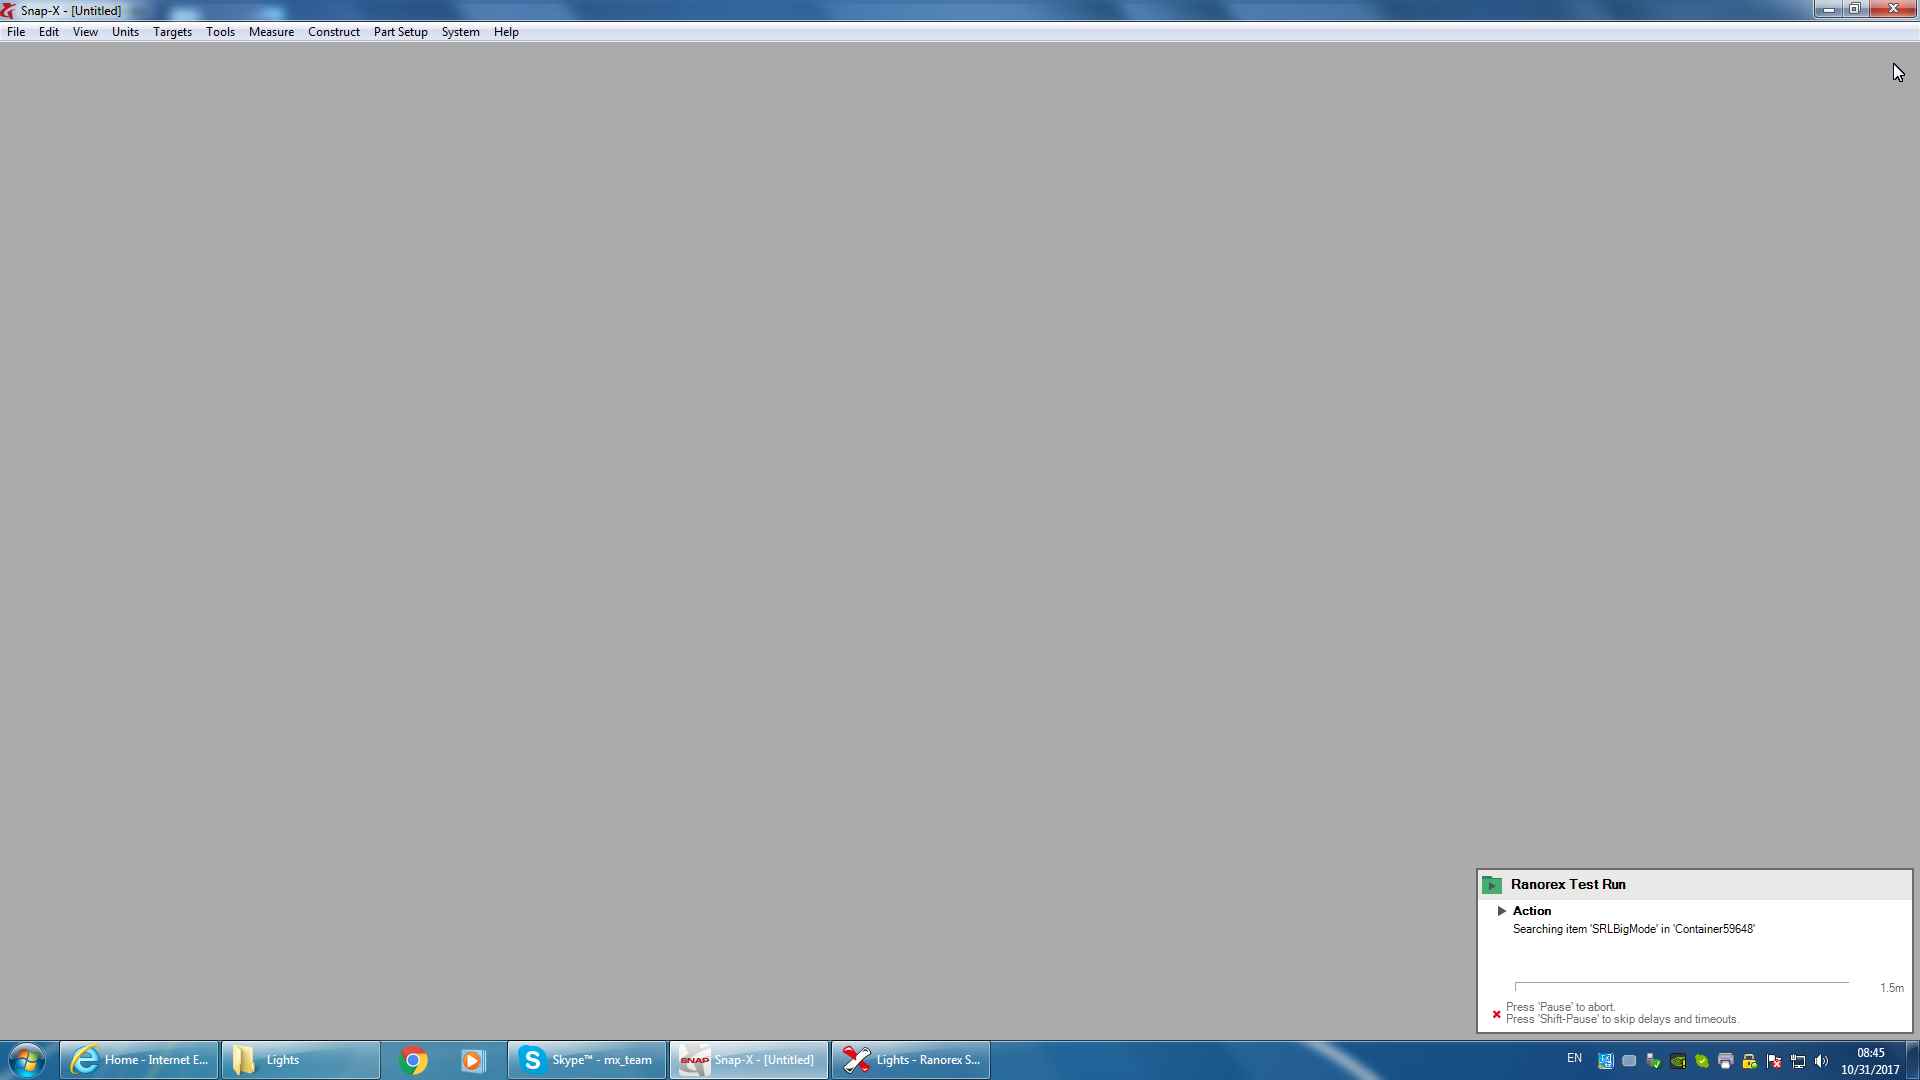 Snap-X - [Untitled]
File Edit View Units Targets Tools Measure Construct Part Setup System Help
Ranorex Test Run
Action
Searching item 'SRLBigMode' in 'Container59648'
1.5m
Press 'Pause' to abort.
Press 'Shift-Pause' to skip delays and timeouts.
Home - Internet E... Lights Skype™ - mx_team SNAP Snap-X - [Untitled] Lights - Ranorex S... EN 08:45
10/31/2017